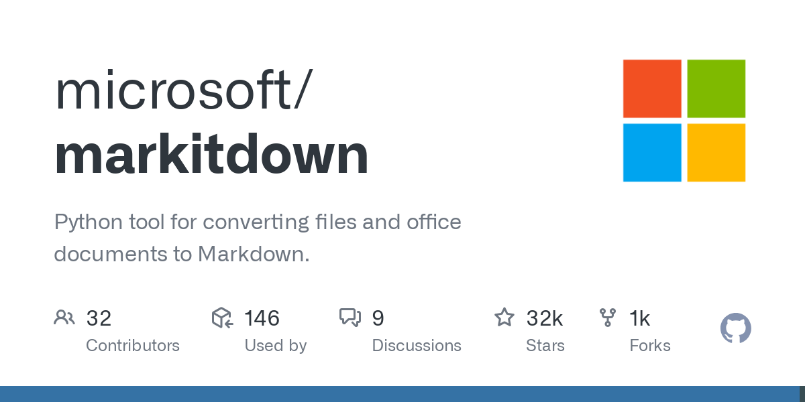 microsoft/
markitdown
Python tool for converting files and office
documents to Markdown.
32
Contributors
146
Used by
9
Discussions
32k
Stars
1k
Forks